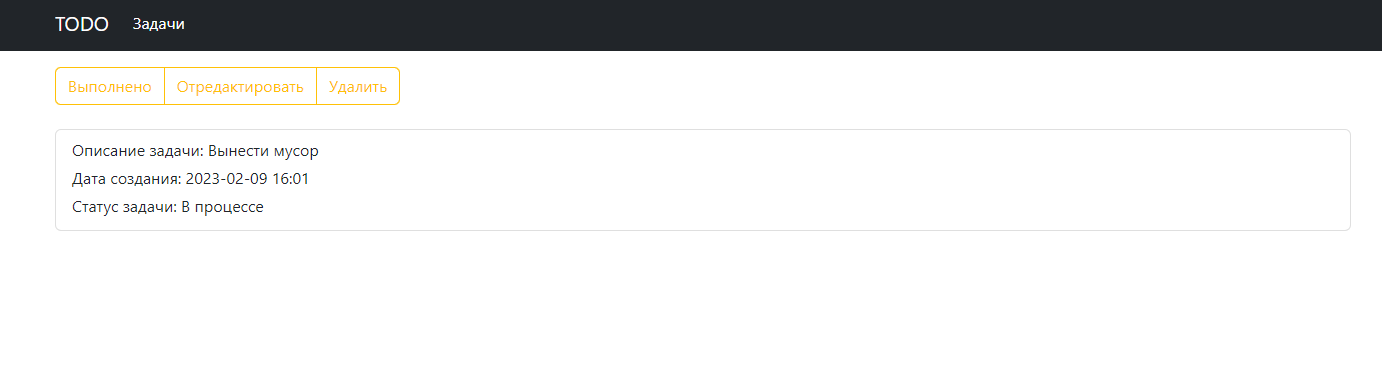 TODO Задачи
Выполнено Отредактировать Удалить
Описание задачи: Вынести мусор
Дата создания: 2023-02-09 16:01
Статус задачи: В процессе